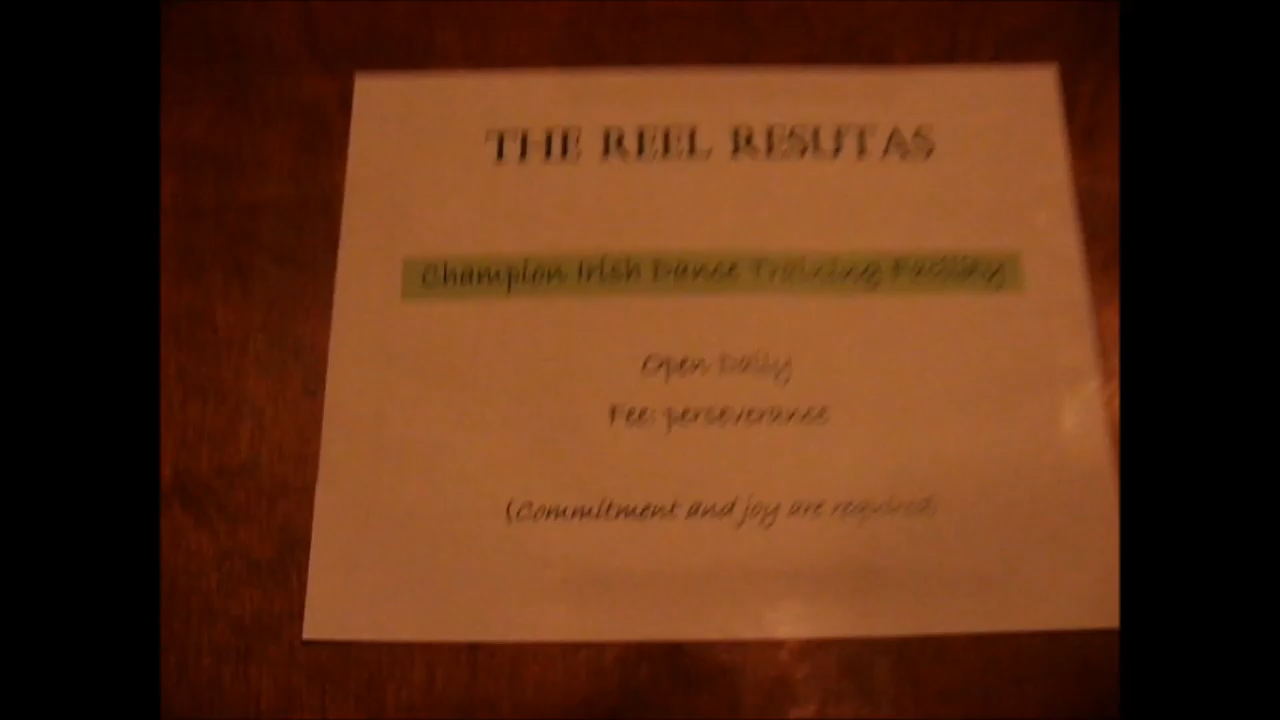 THE REEL RESUTAS
Champion Irish Dance Training Facility
Open Daily
Fee: perseverance
(Commitment and joy are required)